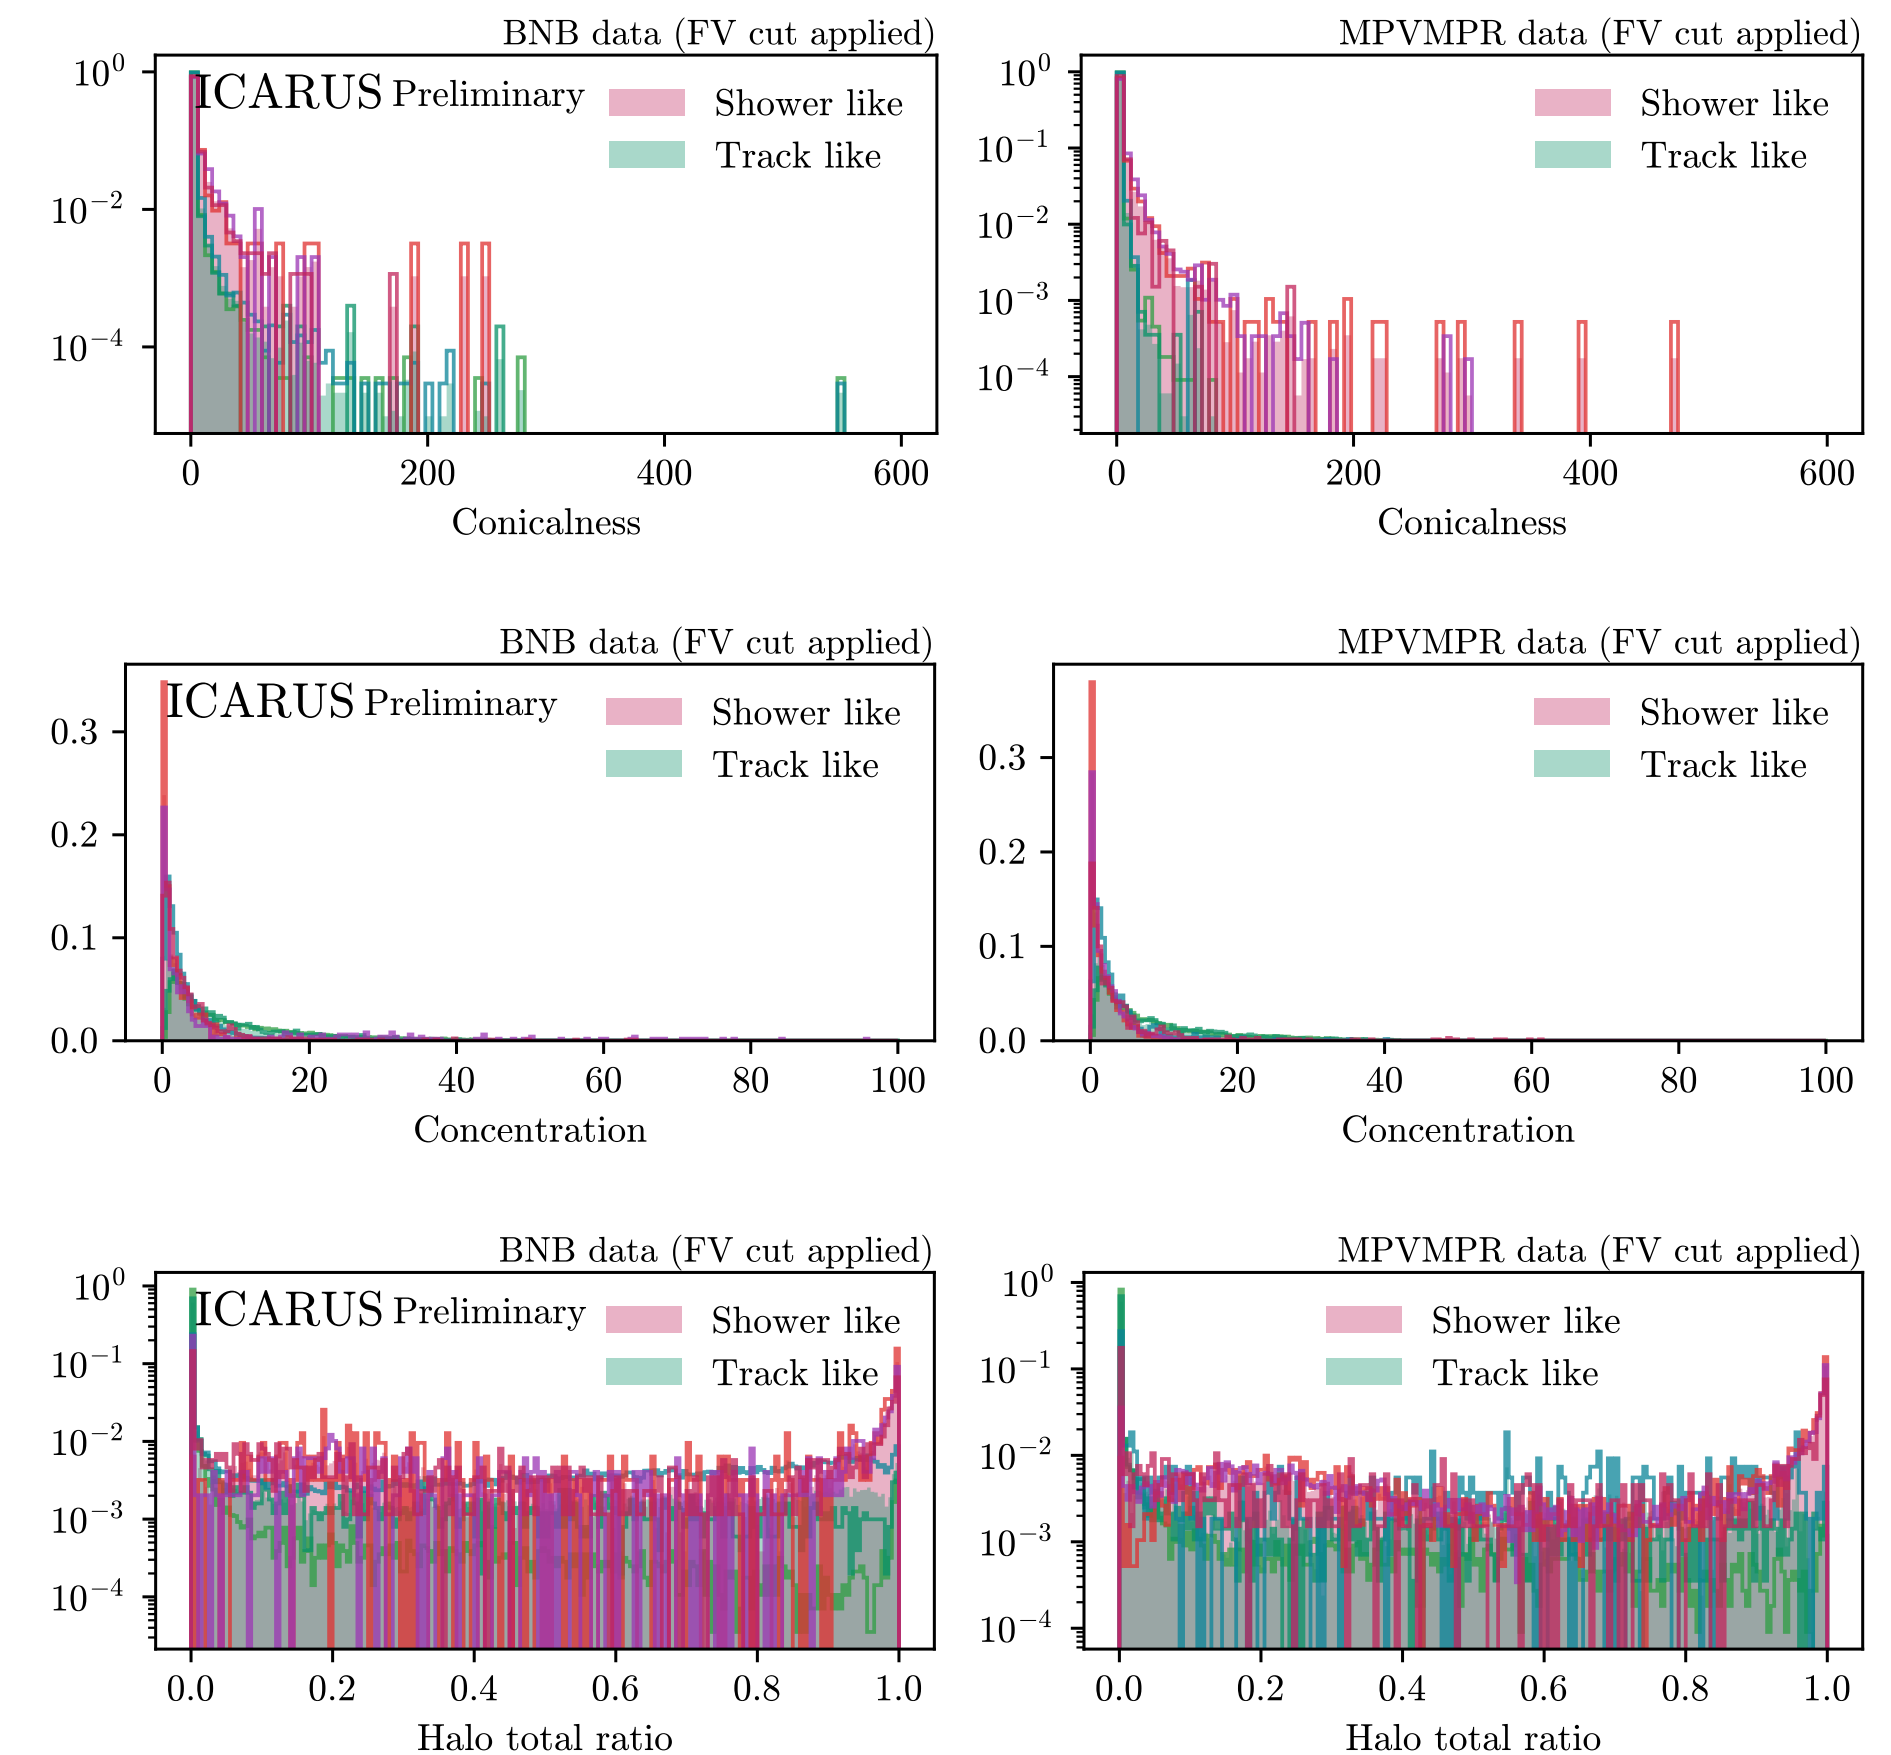 BNB data (FV cut applied)
ICARUS Preliminary
Shower like
Track like
10^0
10^−2
10^−4
0 200 400 600
Conicalness
MPVMPR data (FV cut applied)
Shower like
Track like
10^0
10^−1
10^−2
10^−3
10^−4
0 200 400 600
Conicalness
BNB data (FV cut applied)
ICARUS Preliminary
Shower like
Track like
0.3
0.2
0.1
0.0
0 20 40 60 80 100
Concentration
MPVMPR data (FV cut applied)
Shower like
Track like
0.3
0.2
0.1
0.0
0 20 40 60 80 100
Concentration
BNB data (FV cut applied)
ICARUS Preliminary
Shower like
Track like
10^0
10^−1
10^−2
10^−3
10^−4
0.0 0.2 0.4 0.6 0.8 1.0
Halo total ratio
MPVMPR data (FV cut applied)
Shower like
Track like
10^0
10^−1
10^−2
10^−3
10^−4
0.0 0.2 0.4 0.6 0.8 1.0
Halo total ratio